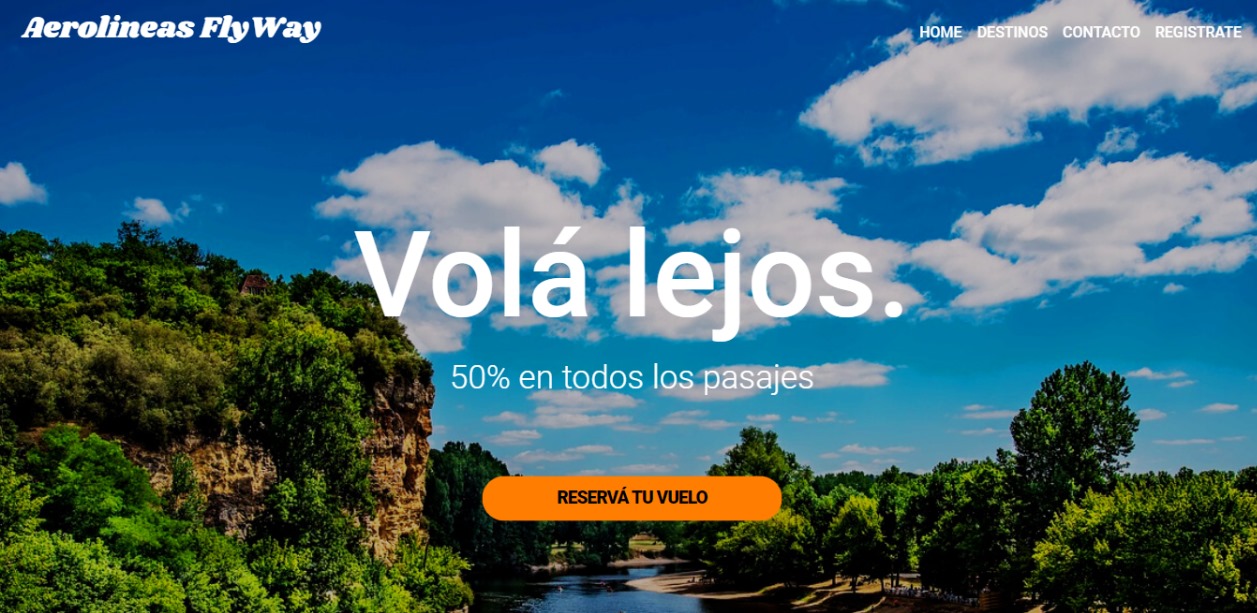 Aerolineas FlyWay
HOME DESTINOS CONTACTO REGISTRATE
Volá lejos.
50% en todos los pasajes
RESERVÁ TU VUELO